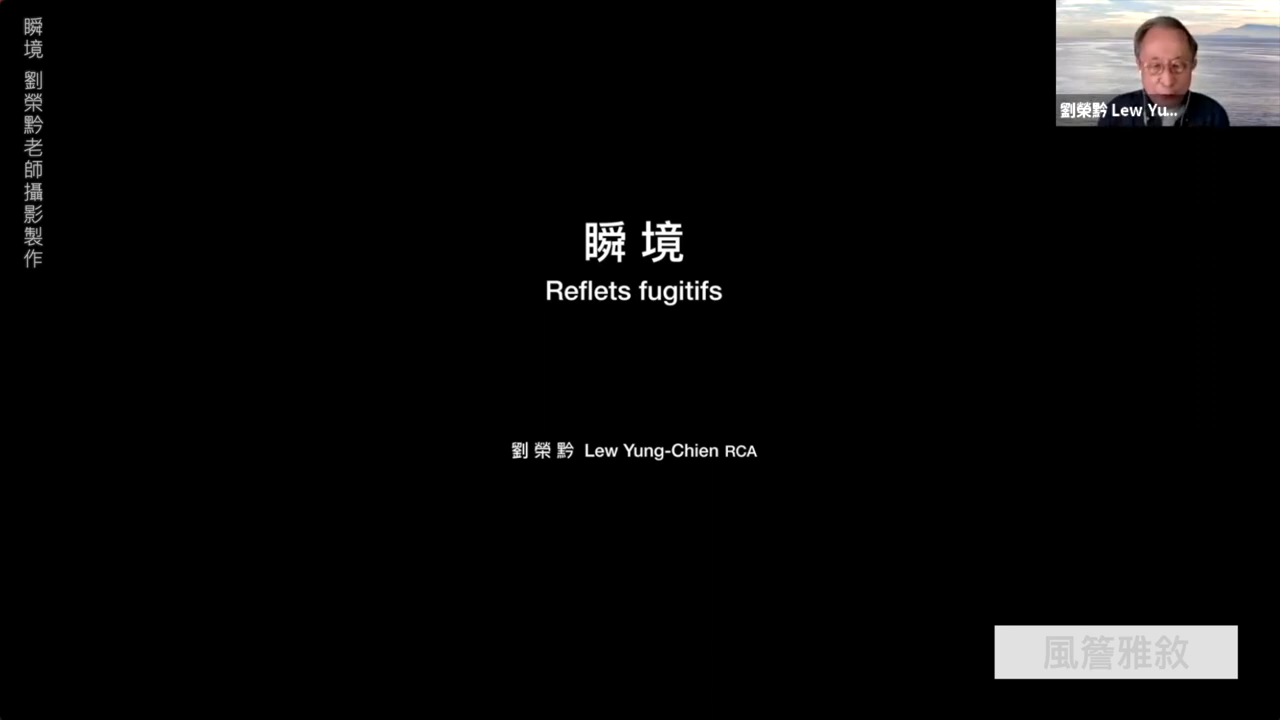 瞬境 劉榮黔老師攝影製作
劉榮黔 Lew Yu...
瞬境
Reflets fugitifs
劉榮黔 Lew Yung-Chien RCA
風簷雅敘